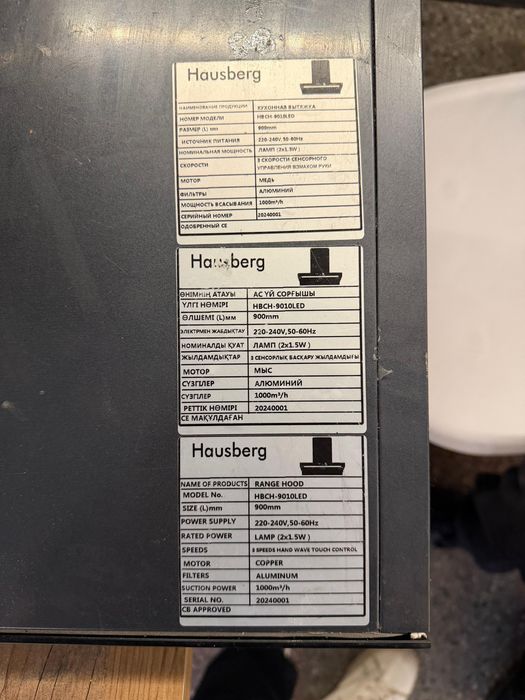 Hausberg
НАИМЕНОВАНИЕ ПРОДУКЦИИ КУХОННАЯ ВЫТЯЖКА
НОМЕР МОДЕЛИ HBCH-9010LED
РАЗМЕР (L) мм 900mm
ИСТОЧНИК ПИТАНИЯ 220-240V, 50-60Hz
НОМИНАЛЬНАЯ МОЩНОСТЬ ЛАМП (2x1.5W )
СКОРОСТИ 3 СКОРОСТИ СЕНСОРНОГО
УПРАВЛЕНИЯ ВЗМАХОМ РУКИ
МОТОР МЕДЬ
ФИЛЬТРЫ АЛЮМИНИЙ
МОЩНОСТЬ ВСАСЫВАНИЯ 1000m³/h
СЕРИЙНЫЙ НОМЕР 20240001
ОДОБРЕННЫЙ CE
Hausberg
ӨНІМНІҢ АТАУЫ АС ҮЙ СОРҒЫШЫ
ҮЛГІ НӨМІРІ HBCH-9010LED
ӨЛШЕМІ (L)мм 900mm
ЭЛЕКТРМЕН ЖАБДЫҚТАУ 220-240V,50-60Hz
НОМИНАЛДЫ ҚУАТ ЛАМП (2x1.5W )
ЖЫЛДАМДЫҚТАР 3 СЕНСОРЛЫҚ БАСҚАРУ ЖЫЛДАМДЫҒЫ
МОТОР МЫС
СҮЗГІЛЕР АЛЮМИНИЙ
СҮЗГІЛЕР 1000m³/h
РЕТТІК НӨМІРІ 20240001
CE МАҚҰЛДАҒАН
Hausberg
NAME OF PRODUCTS RANGE HOOD
MODEL No. HBCH-9010LED
SIZE (L)mm 900mm
POWER SUPPLY 220-240V,50-60Hz
RATED POWER LAMP (2x1.5W )
SPEEDS 3 SPEEDS HAND WAVE TOUCH CONTROL
MOTOR COPPER
FILTERS ALUMINUM
SUCTION POWER 1000m³/h
SERIAL NO. 20240001
CB APPROVED